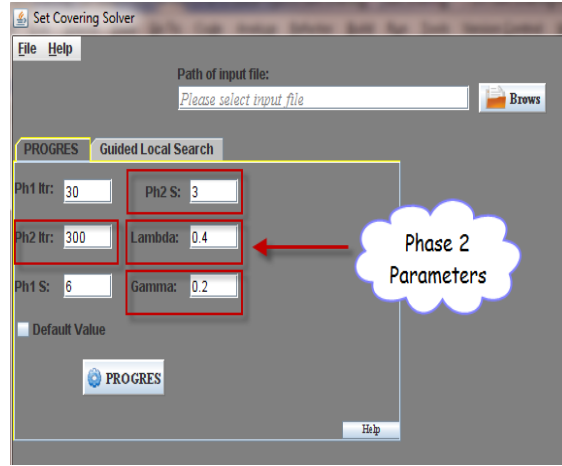 Set Covering Solver
File Help
Path of input file:
Please select input file
Brows
PROGRES Guided Local Search
Ph1 Itr: 30 Ph2 S: 3
Ph2 Itr: 300 Lambda: 0.4
Ph1 S: 6 Gamma: 0.2
Default Value
PROGRES
Help
Phase 2
Parameters